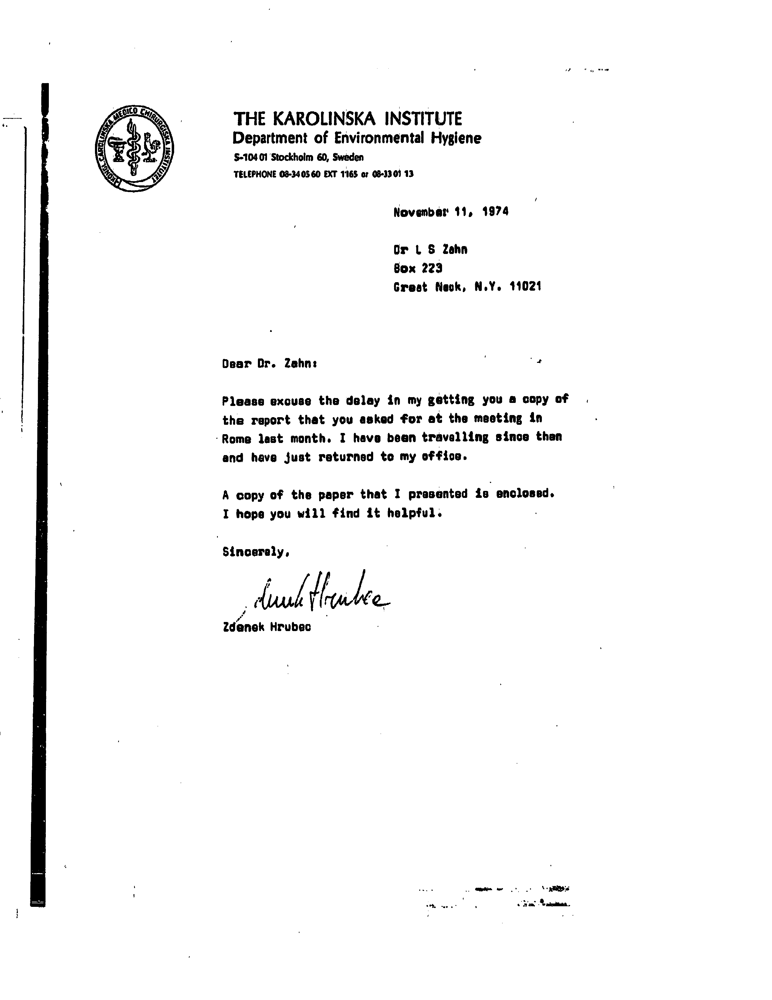 THE KAROLINSKA INSTITUTE
Department of Environmental Hygiene
S-104 01 Stockholm 60, Sweden
TELEPHONE 08-34 05 60 EXT 1165 or 08-33 01 13
November 11, 1974
Dr L S Zahn
Box 223
Great Neck, N.Y. 11021
Dear Dr. Zahn:
Please excuse the delay in my getting you a copy of
the report that you asked for at the meeting in
Rome last month. I have been travelling since then
and have just returned to my office.
A copy of the paper that I presented is enclosed.
I hope you will find it helpful.
Sincerely,
Zdenek Hrubec
Zdenek Hrubec